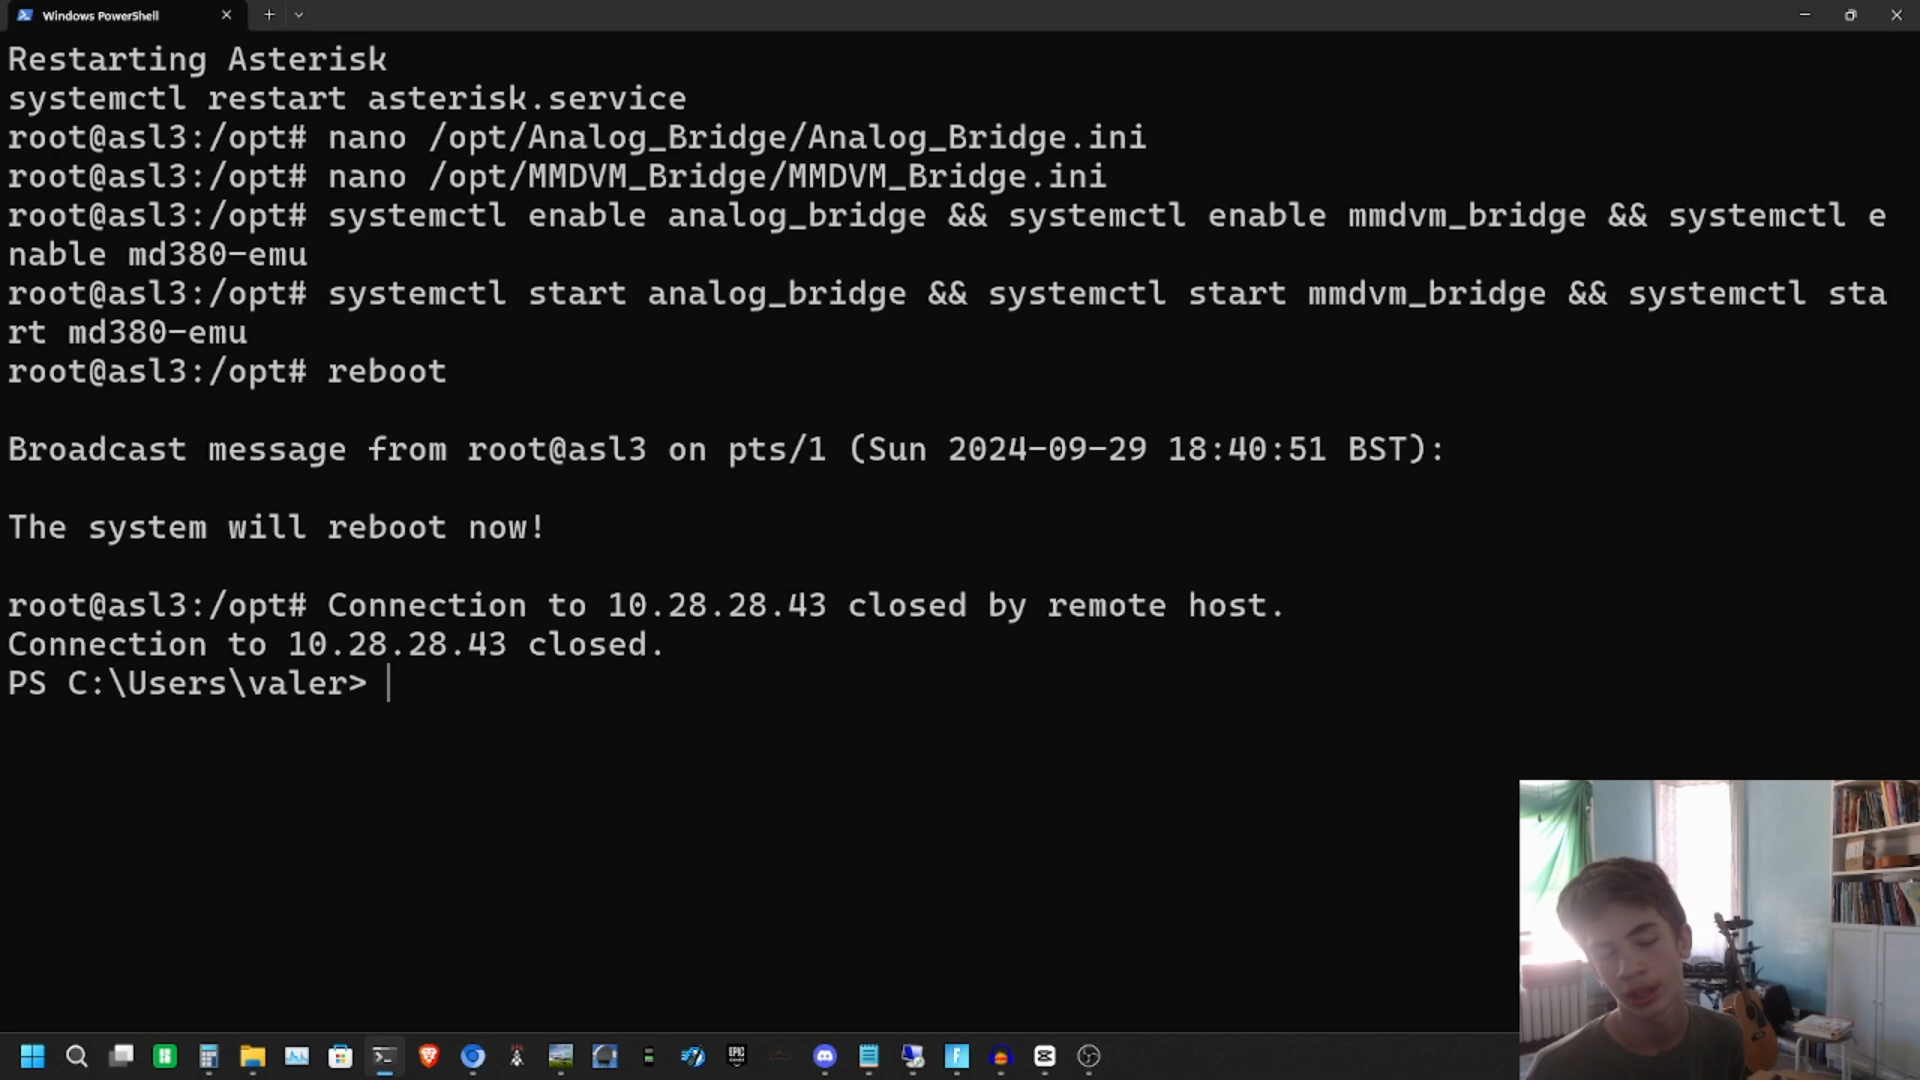 Windows PowerShell
Restarting Asterisk
systemctl restart asterisk.service
root@asl3:/opt# nano /opt/Analog_Bridge/Analog_Bridge.ini
root@asl3:/opt# nano /opt/MMDVM_Bridge/MMDVM_Bridge.ini
root@asl3:/opt# systemctl enable analog_bridge && systemctl enable mmdvm_bridge && systemctl e
nable md380-emu
root@asl3:/opt# systemctl start analog_bridge && systemctl start mmdvm_bridge && systemctl sta
rt md380-emu
root@asl3:/opt# reboot
Broadcast message from root@asl3 on pts/1 (Sun 2024-09-29 18:40:51 BST):
The system will reboot now!
root@asl3:/opt# Connection to 10.28.28.43 closed by remote host.
Connection to 10.28.28.43 closed.
PS C:\Users\valer>
EPIC